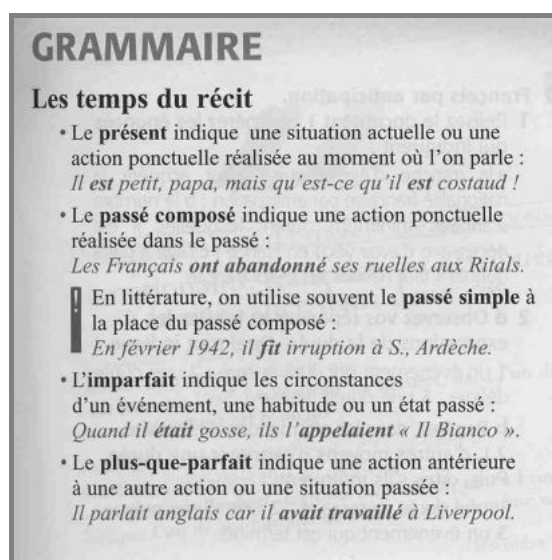 GRAMMAIRE
Les temps du récit
• Le présent indique une situation actuelle ou une
action ponctuelle réalisée au moment où l'on parle :
Il est petit, papa, mais qu'est-ce qu'il est costaud !
• Le passé composé indique une action ponctuelle
réalisée dans le passé :
Les Français ont abandonné ses ruelles aux Ritals.
! En littérature, on utilise souvent le passé simple à
la place du passé composé :
En février 1942, il fit irruption à S., Ardèche.
• L'imparfait indique les circonstances
d'un événement, une habitude ou un état passé :
Quand il était gosse, ils l'appelaient « Il Bianco ».
• Le plus-que-parfait indique une action antérieure
à une autre action ou une situation passée :
Il parlait anglais car il avait travaillé à Liverpool.